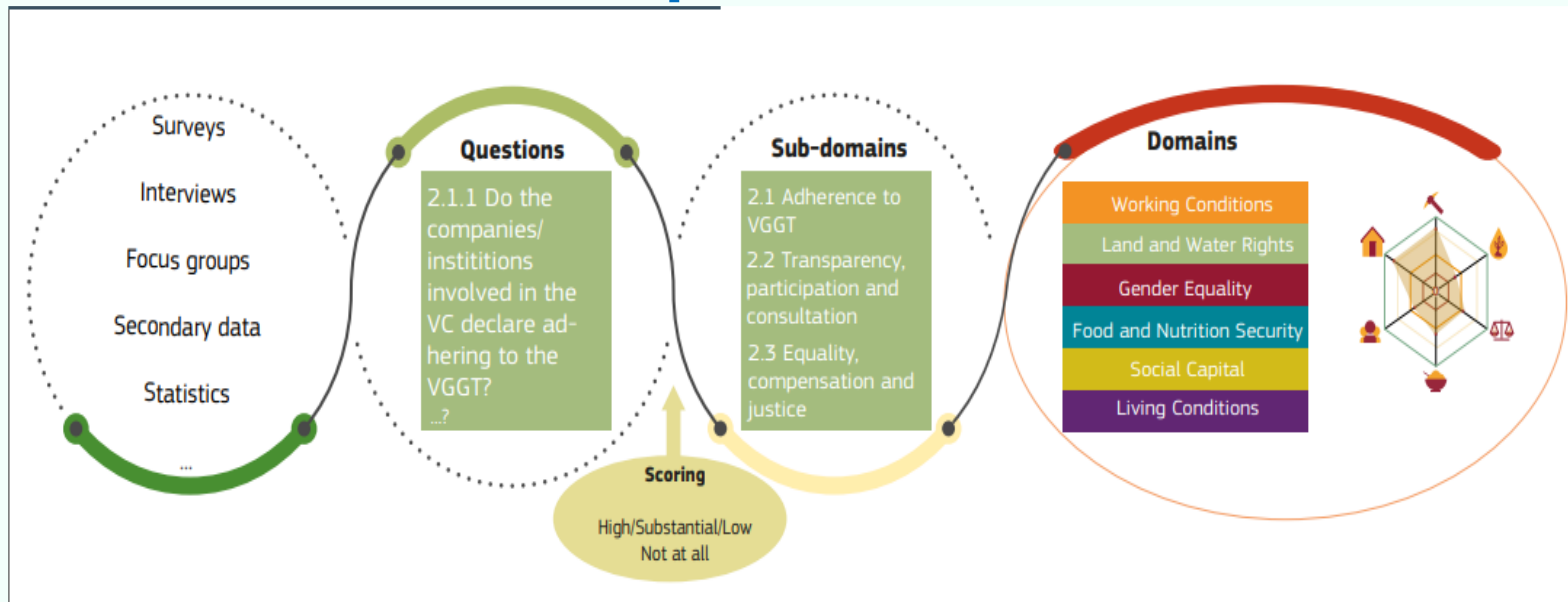 Surveys
Interviews
Focus groups
Secondary data
Statistics
...
Questions
2.1.1 Do the
companies/
instititions
involved in the
VC declare ad-
hering to the
VGGT?
...?
Scoring
High/Substantial/Low
Not at all
Sub-domains
2.1 Adherence to
VGGT
2.2 Transparency,
participation and
consultation
2.3 Equality,
compensation and
justice
Domains
Working Conditions
Land and Water Rights
Gender Equality
Food and Nutrition Security
Social Capital
Living Conditions